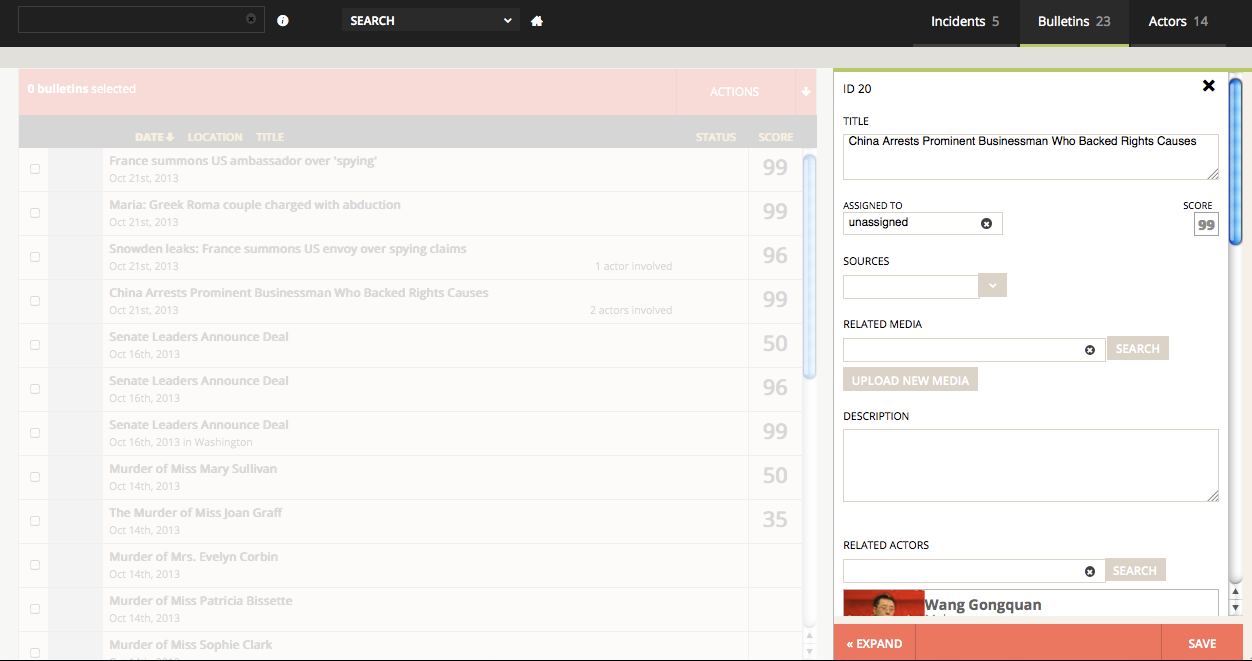 SEARCH
Incidents 5
Bulletins 23
Actors 14
0 bulletins selected
ACTIONS
DATE LOCATION TITLE STATUS SCORE
France summons US ambassador over 'spying'
Oct 21st, 2013
99
Maria: Greek Roma couple charged with abduction
Oct 21st, 2013
99
Snowden leaks: France summons US envoy over spying claims
Oct 21st, 2013
1 actor involved
96
China Arrests Prominent Businessman Who Backed Rights Causes
Oct 21st, 2013
2 actors involved
99
Senate Leaders Announce Deal
Oct 16th, 2013
50
Senate Leaders Announce Deal
Oct 16th, 2013
96
Senate Leaders Announce Deal
Oct 16th, 2013 in Washington
99
Murder of Miss Mary Sullivan
Oct 14th, 2013
50
The Murder of Miss Joan Graff
Oct 14th, 2013
35
Murder of Mrs. Evelyn Corbin
Oct 14th, 2013
Murder of Miss Patricia Bissette
Oct 14th, 2013
Murder of Miss Sophie Clark
ID 20
TITLE
China Arrests Prominent Businessman Who Backed Rights Causes
ASSIGNED TO
unassigned
SCORE
99
SOURCES
RELATED MEDIA
SEARCH
UPLOAD NEW MEDIA
DESCRIPTION
RELATED ACTORS
SEARCH
Wang Gongquan
« EXPAND
SAVE